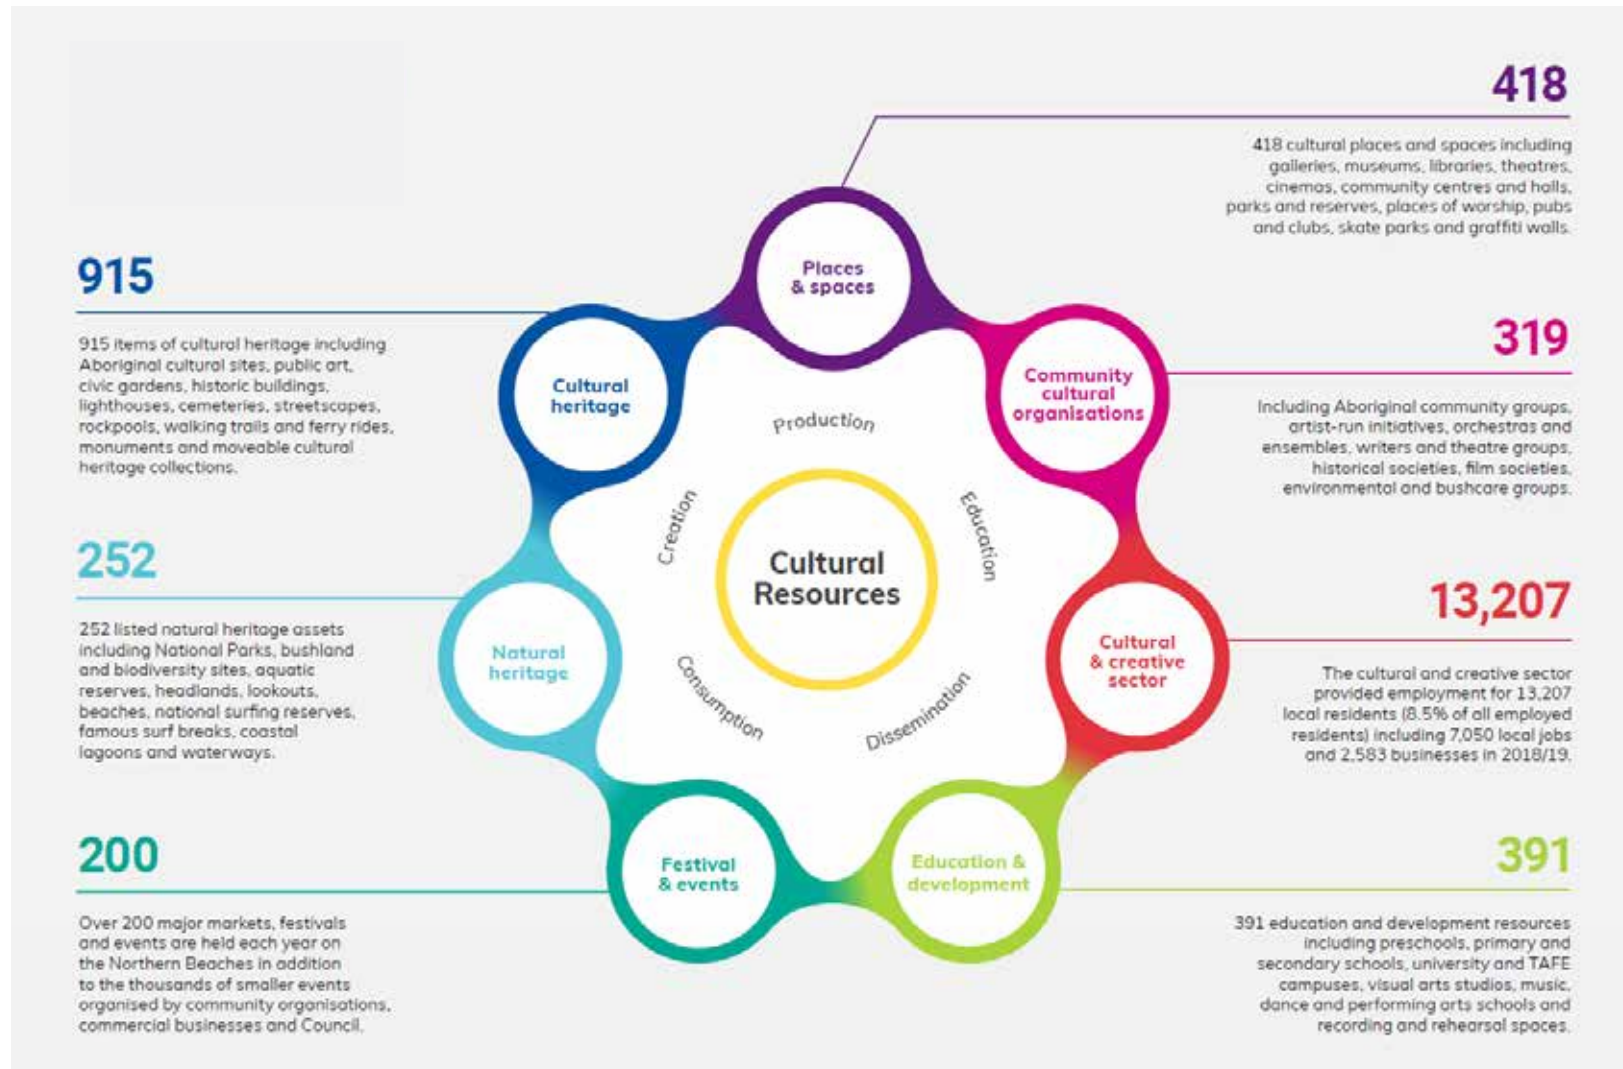 418
418 cultural places and spaces including
galleries, museums, libraries, theatres,
cinemas, community centres and halls,
parks and reserves, places of worship, pubs
and clubs, skate parks and graffiti walls.
915
915 items of cultural heritage including
Aboriginal cultural sites, public art,
civic gardens, historic buildings,
lighthouses, cemeteries, streetscapes,
rockpools, walking trails and ferry rides,
monuments and moveable cultural
heritage collections.
252
252 listed natural heritage assets
including National Parks, bushland
and biodiversity sites, aquatic
reserves, headlands, lookouts,
beaches, national surfing reserves,
famous surf breaks, coastal
lagoons and waterways.
200
Over 200 major markets, festivals
and events are held each year on
the Northern Beaches in addition
to the thousands of smaller events
organised by community organisations,
commercial businesses and Council.
Places
& spaces
Cultural
heritage
Community
cultural
organisations
Production
Creation
Education
Cultural
Resources
Natural
heritage
Cultural
& creative
sector
Consumption
Dissemination
Festival
& events
Education &
development
319
Including Aboriginal community groups,
artist-run initiatives, orchestras and
ensembles, writers and theatre groups,
historical societies, film societies,
environmental and bushcare groups.
13,207
The cultural and creative sector
provided employment for 13,207
local residents (8.5% of all employed
residents) including 7,050 local jobs
and 2,583 businesses in 2018/19.
391
391 education and development resources
including preschools, primary and
secondary schools, university and TAFE
campuses, visual arts studios, music,
dance and performing arts schools and
recording and rehearsal spaces.